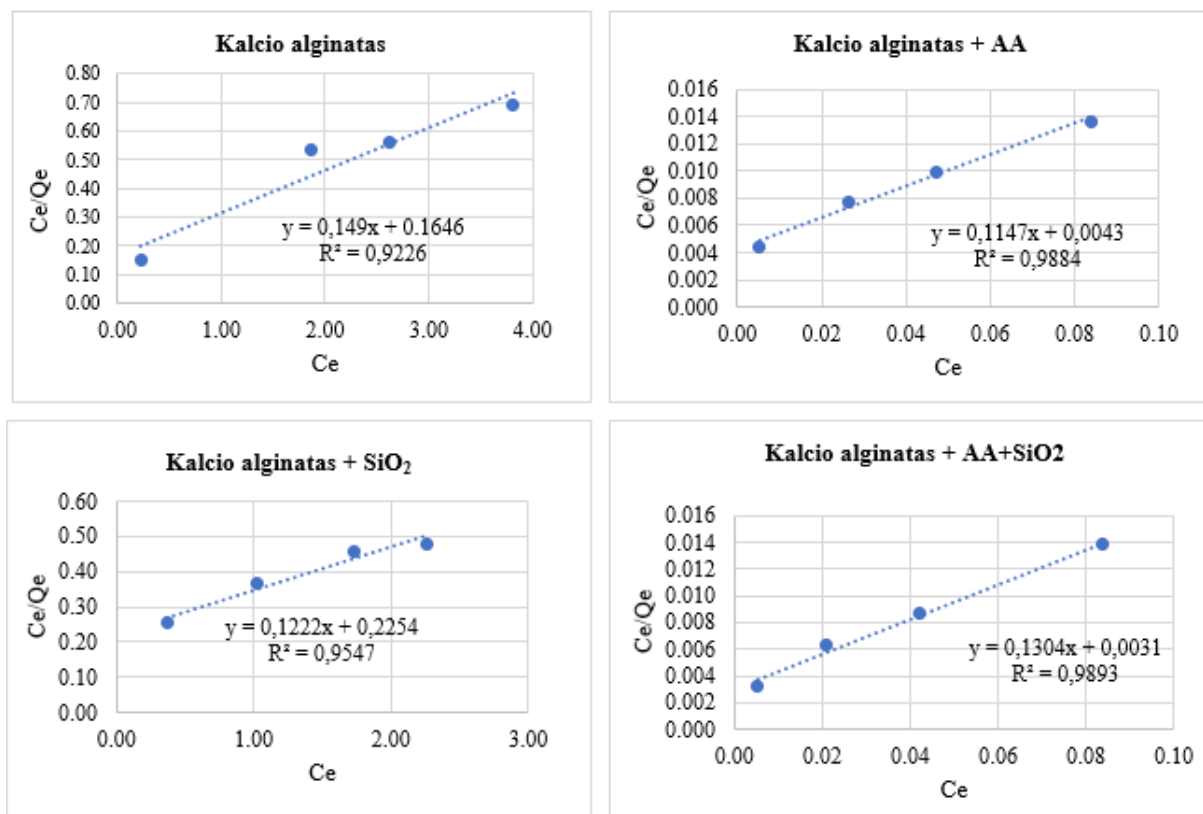 Kalcio alginatas
0.80
0.70
0.60
0.50
0.40
0.30
0.20
0.10
0.00
Ce/Qe
y = 0,149x + 0.1646
R² = 0,9226
0.00 1.00 2.00 3.00 4.00
Ce
Kalcio alginatas + AA
0.016
0.014
0.012
0.010
0.008
0.006
0.004
0.002
0.000
Ce/Qe
y = 0,1147x + 0,0043
R² = 0,9884
0.00 0.02 0.04 0.06 0.08 0.10
Ce
Kalcio alginatas + SiO₂
0.60
0.50
0.40
0.30
0.20
0.10
0.00
Ce/Qe
y = 0,1222x + 0,2254
R² = 0,9547
0.00 1.00 2.00 3.00
Ce
Kalcio alginatas + AA+SiO2
0.016
0.014
0.012
0.010
0.008
0.006
0.004
0.002
0.000
Ce/Qe
y = 0,1304x + 0,0031
R² = 0,9893
0.00 0.02 0.04 0.06 0.08 0.10
Ce